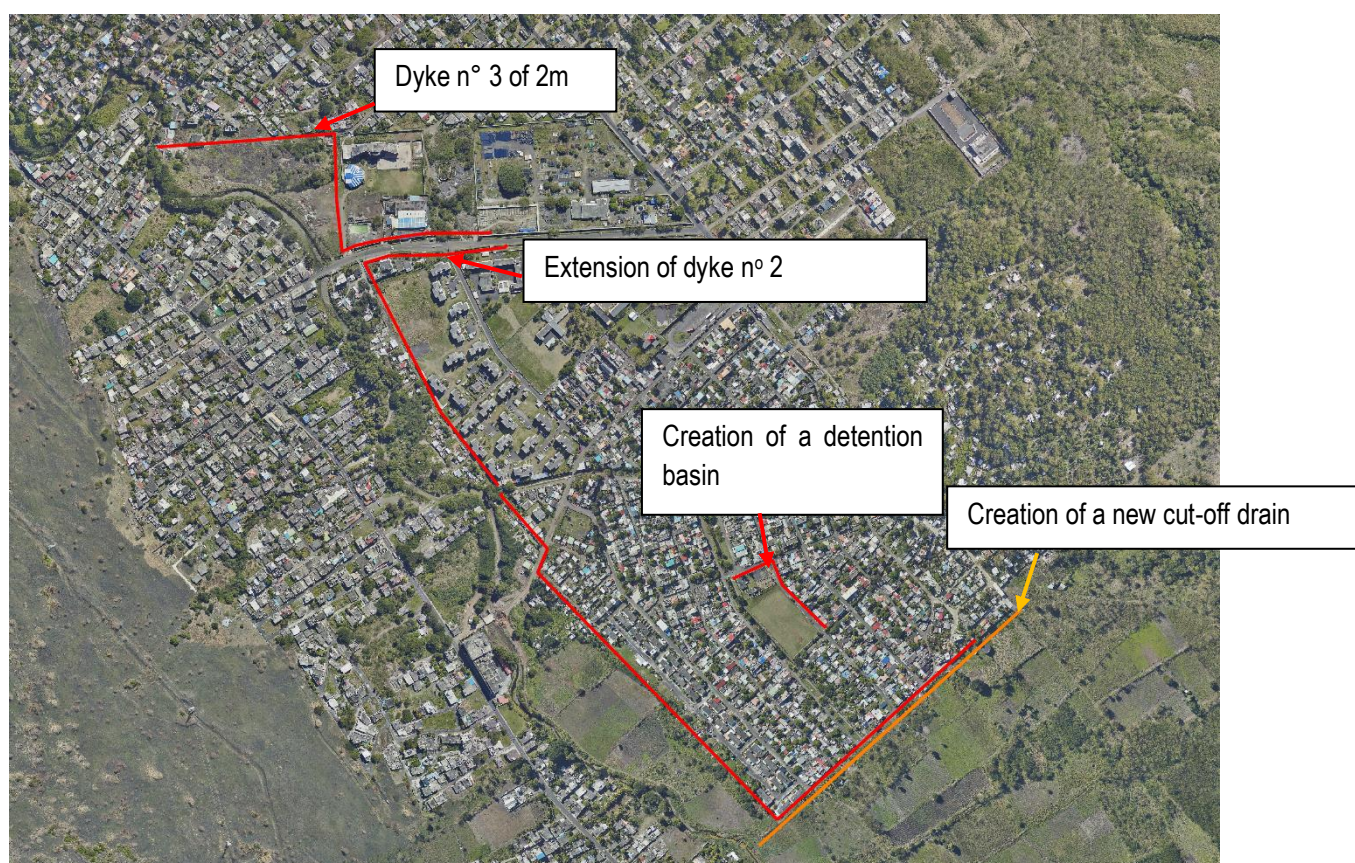 Dyke n° 3 of 2m
Extension of dyke nº 2
Creation of a detention
basin
Creation of a new cut-off drain